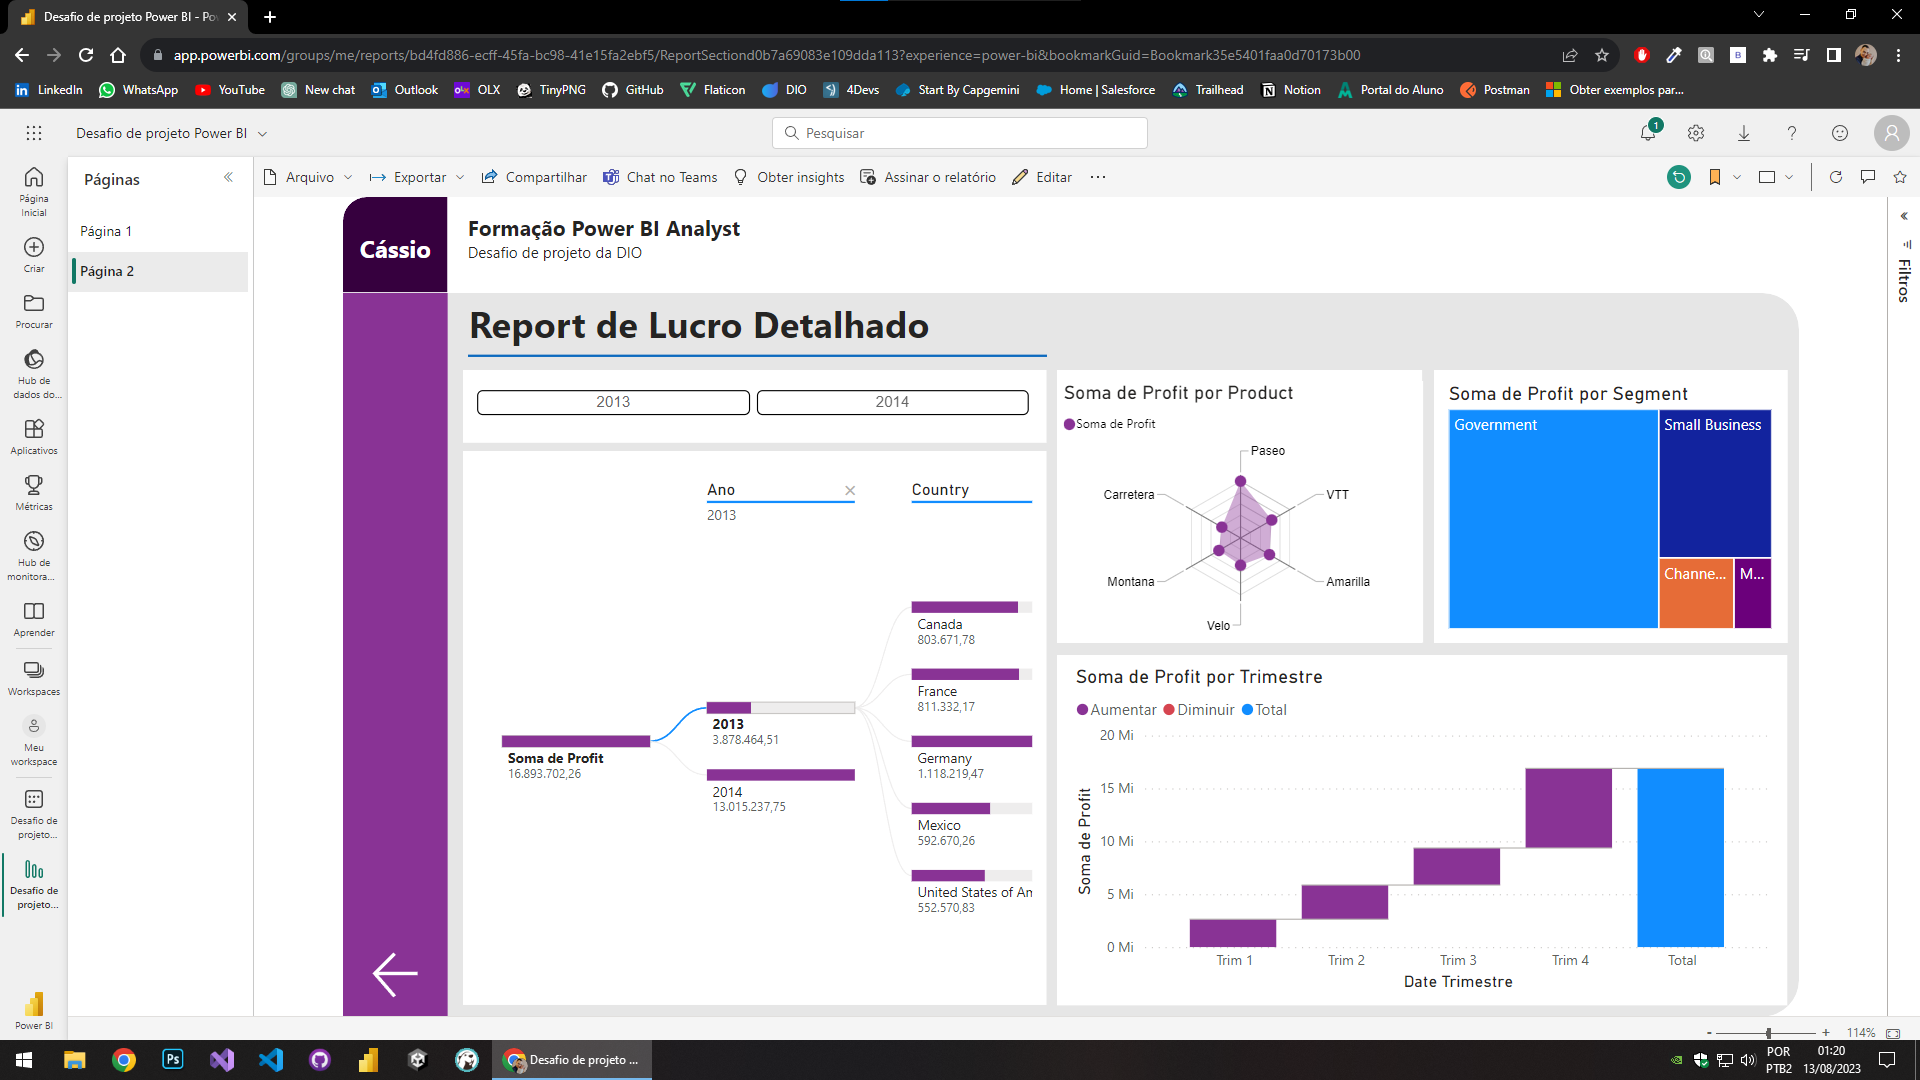 Desafio de projeto Power BI - Po
app.powerbi.com/groups/me/reports/bd4fd886-ecff-45fa-bc98-41e15fa2ebf5/ReportSectiond0b7a69083e109dda113?experience=power-bi&bookmarkGuid=Bookmark35e5401faa0d70173b00
LinkedIn WhatsApp YouTube New chat Outlook OLX TinyPNG GitHub Flaticon DIO 4Devs Start By Capgemini Home | Salesforce Trailhead Notion Portal do Aluno Postman Obter exemplos par...
Desafio de projeto Power BI
Pesquisar
1
Página
Inicial
Criar
Procurar
Hub de
dados do...
Aplicativos
Métricas
Hub de
monitora...
Aprender
Workspaces
Meu
workspace
Desafio de
projeto...
Desafio de
projeto...
Power BI
Páginas
Página 1
Página 2
Arquivo Exportar Compartilhar Chat no Teams Obter insights Assinar o relatório Editar ...
Filtros
Cássio
Formação Power BI Analyst
Desafio de projeto da DIO
Report de Lucro Detalhado
2013 2014
Ano
2013
Country
Soma de Profit
16.893.702,26
2013
3.878.464,51
2014
13.015.237,75
Canada
803.671,78
France
811.332,17
Germany
1.118.219,47
Mexico
592.670,26
United States of Am
552.570,83
Soma de Profit por Product
Soma de Profit
Paseo
VTT
Amarilla
Velo
Montana
Carretera
Soma de Profit por Segment
Government
Small Business
Channe...
M...
Soma de Profit por Trimestre
Aumentar Diminuir Total
Soma de Profit
20 Mi
15 Mi
10 Mi
5 Mi
0 Mi
Trim 1 Trim 2 Trim 3 Trim 4 Total
Date Trimestre
- + 114%
Ps
Desafio de projeto ...
POR
PTB2
01:20
13/08/2023